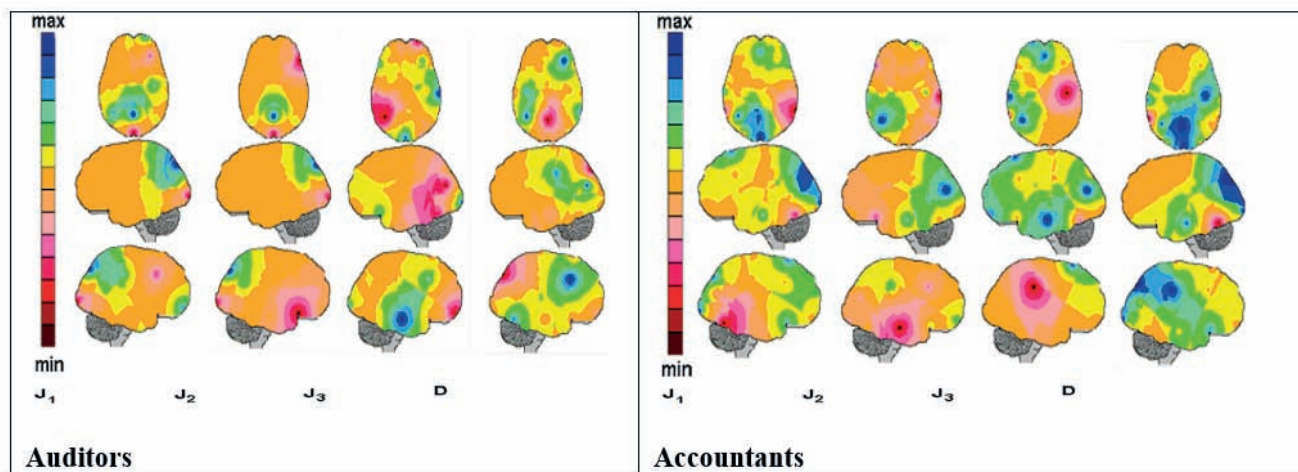 max
min
J₁ J₂ J₃ D
Auditors
max
min
J₁ J₂ J₃ D
Accountants